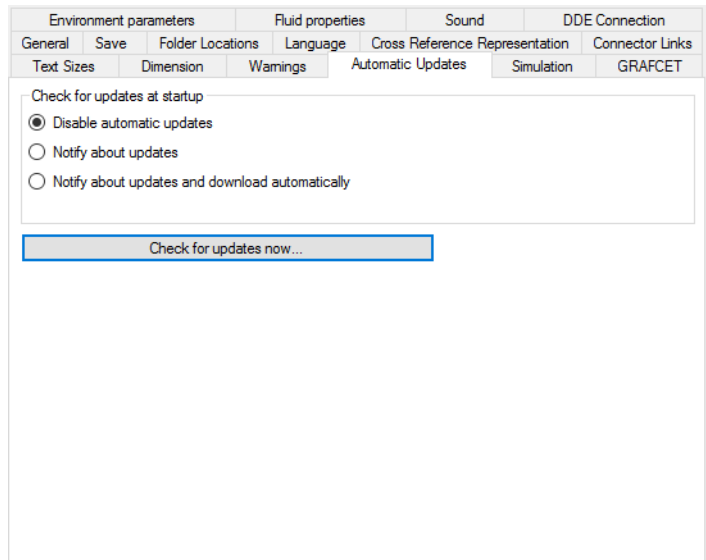 Environment parameters Fluid properties Sound DDE Connection
General Save Folder Locations Language Cross Reference Representation Connector Links
Text Sizes Dimension Warnings Automatic Updates Simulation GRAFCET
Check for updates at startup
Disable automatic updates
Notify about updates
Notify about updates and download automatically
Check for updates now...